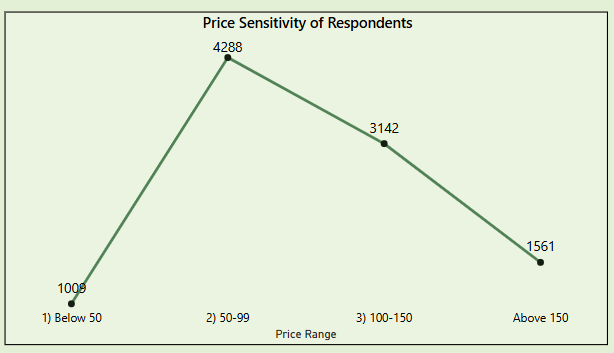 Price Sensitivity of Respondents
4288
3142
1561
1009
1) Below 50
2) 50-99
3) 100-150
Above 150
Price Range